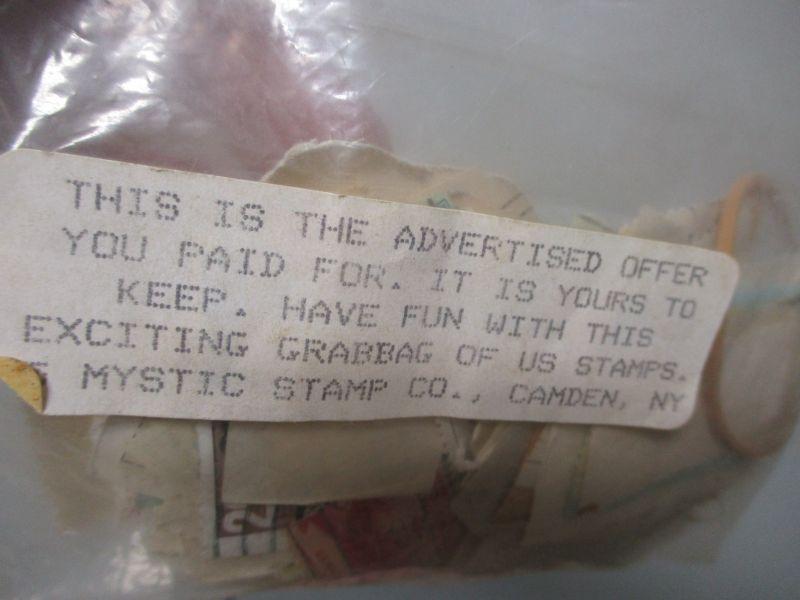 THIS IS THE ADVERTISED OFFER
YOU PAID FOR. IT IS YOURS TO
KEEP. HAVE FUN WITH THIS
EXCITING GRABBAG OF US STAMPS.
MYSTIC STAMP CO., CAMDEN, NY